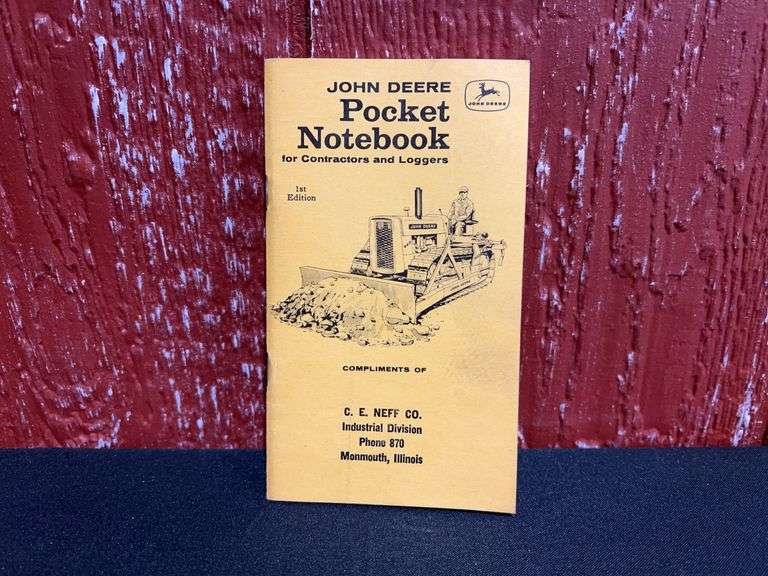 JOHN DEERE
Pocket
Notebook
for Contractors and Loggers
JOHN DEERE
1st
Edition
JOHN DEERE
COMPLIMENTS OF
C. E. NEFF CO.
Industrial Division
Phone 870
Monmouth, Illinois